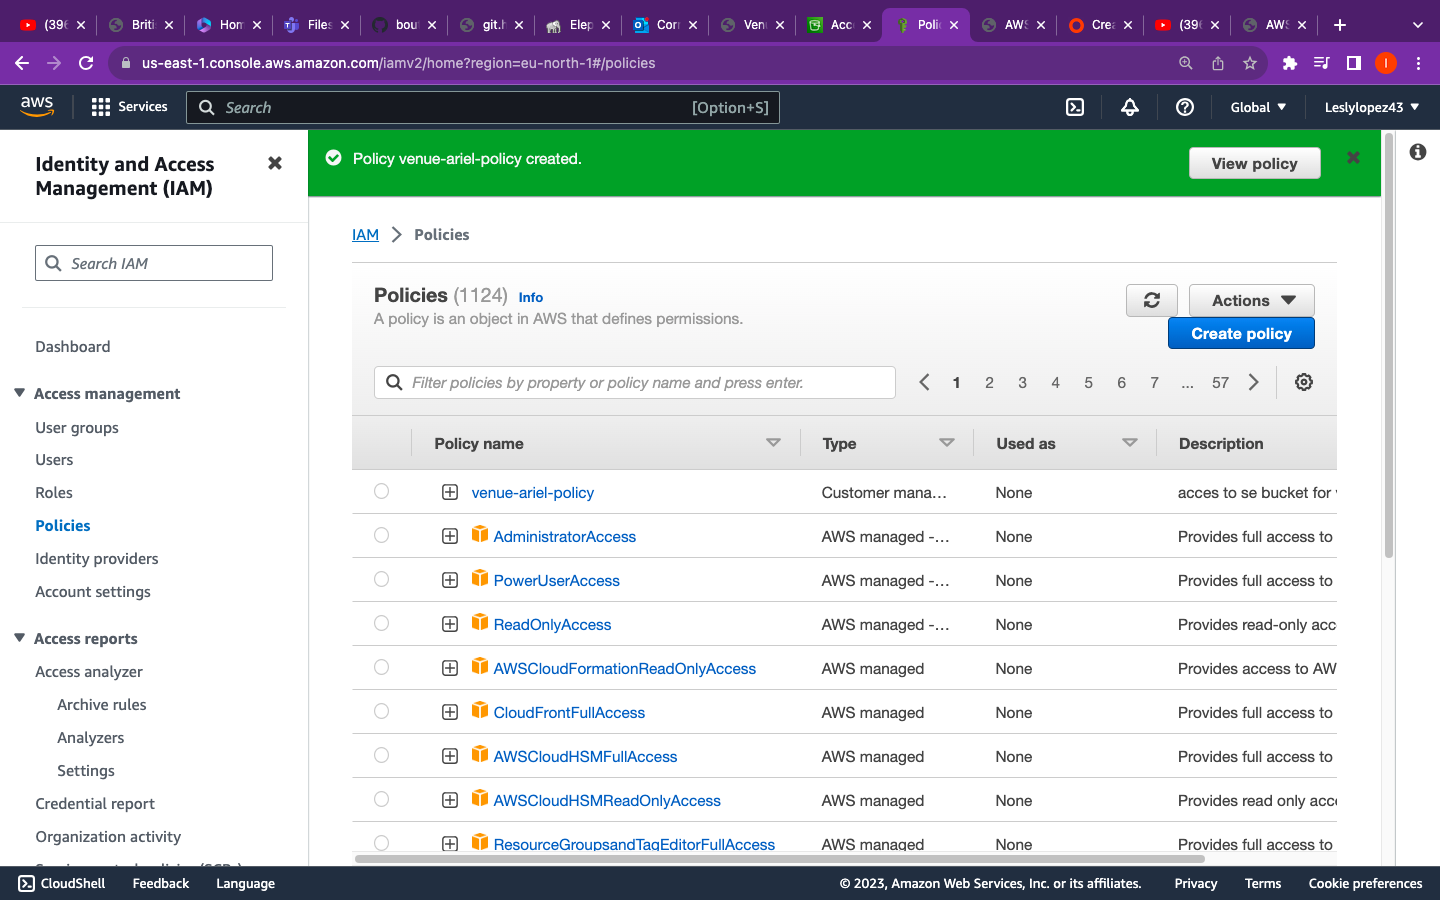 (396
Briti
Hom
Files
bout
git.h
Elep
Corr
Venu
Acce
Polic
AWS
Crea
(396
AWS
us-east-1.console.aws.amazon.com/iamv2/home?region=eu-north-1#/policies
I
aws
Services
Search
[Option+S]
Global
Leslylopez43
Identity and Access
Management (IAM)
Policy venue-ariel-policy created.
View policy
Search IAM
IAM
Policies
Policies (1124) Info
A policy is an object in AWS that defines permissions.
Actions
Create policy
Filter policies by property or policy name and press enter.
1 2 3 4 5 6 7 ... 57
Dashboard
Access management
User groups
Users
Roles
Policies
Identity providers
Account settings
Access reports
Access analyzer
Archive rules
Analyzers
Settings
Credential report
Organization activity
Policy name Type Used as Description
venue-ariel-policy Customer mana... None acces to se bucket for
AdministratorAccess AWS managed -... None Provides full access to
PowerUserAccess AWS managed -... None Provides full access to
ReadOnlyAccess AWS managed -... None Provides read-only acc
AWSCloudFormationReadOnlyAccess AWS managed None Provides access to AW
CloudFrontFullAccess AWS managed None Provides full access to
AWSCloudHSMFullAccess AWS managed None Provides full access to
AWSCloudHSMReadOnlyAccess AWS managed None Provides read only acce
ResourceGroupsandTagEditorFullAccess AWS managed None Provides full access to
CloudShell
Feedback
Language
© 2023, Amazon Web Services, Inc. or its affiliates.
Privacy
Terms
Cookie preferences